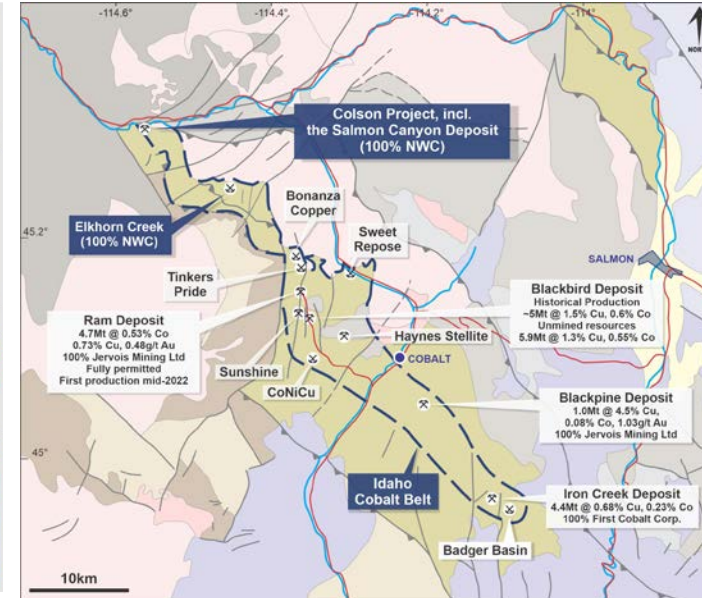 -114.6
-114.4
-114.2
-114
NORTH
Colson Project, incl.
the Salmon Canyon Deposit
(100% NWC)
Elkhorn Creek
(100% NWC)
Bonanza
Copper
45.2
Sweet
Repose
SALMON
Tinkers
Pride
Blackbird Deposit
Historical Production
~5Mt @ 1.5% Cu, 0.6% Co
Unmined resources
5.9Mt @ 1.3% Cu, 0.55% Co
Ram Deposit
4.7Mt @ 0.53% Co
0.73% Cu, 0.48g/t Au
100% Jervois Mining Ltd
Fully permitted
First production mid-2022
Haynes Stellite
Sunshine
COBALT
CoNiCu
Blackpine Deposit
1.0Mt @ 4.5% Cu,
0.08% Co, 1.03g/t Au
100% Jervois Mining Ltd
45
Idaho
Cobalt Belt
Iron Creek Deposit
4.4Mt @ 0.68% Cu, 0.23% Co
100% First Cobalt Corp.
Badger Basin
10km